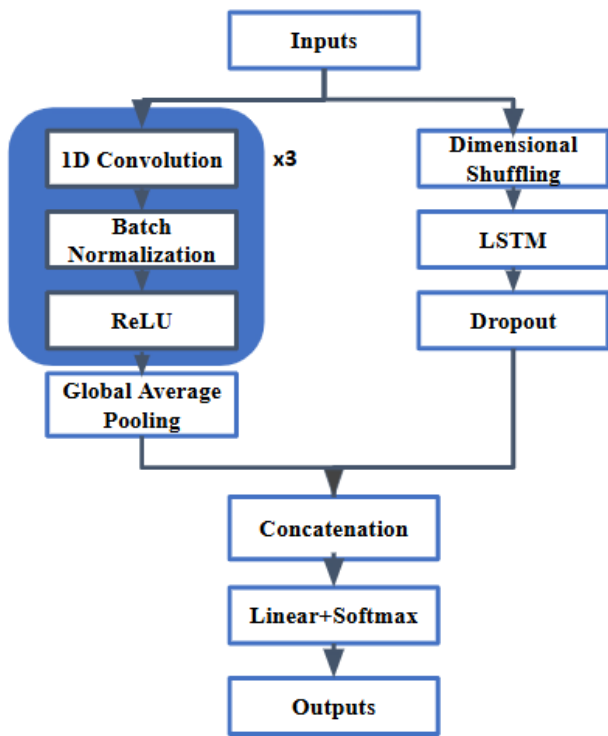 Inputs
1D Convolution
x3
Batch
Normalization
ReLU
Global Average
Pooling
Dimensional
Shuffling
LSTM
Dropout
Concatenation
Linear+Softmax
Outputs